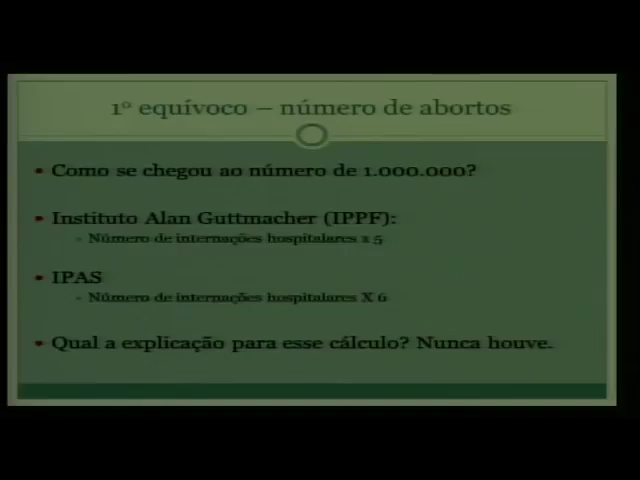 1º equívoco – número de abortos
• Como se chegou ao número de 1.000.000?
• Instituto Alan Guttmacher (IPPF):
- Número de internações hospitalares x 5
• IPAS
- Número de internações hospitalares X 6
• Qual a explicação para esse cálculo? Nunca houve.